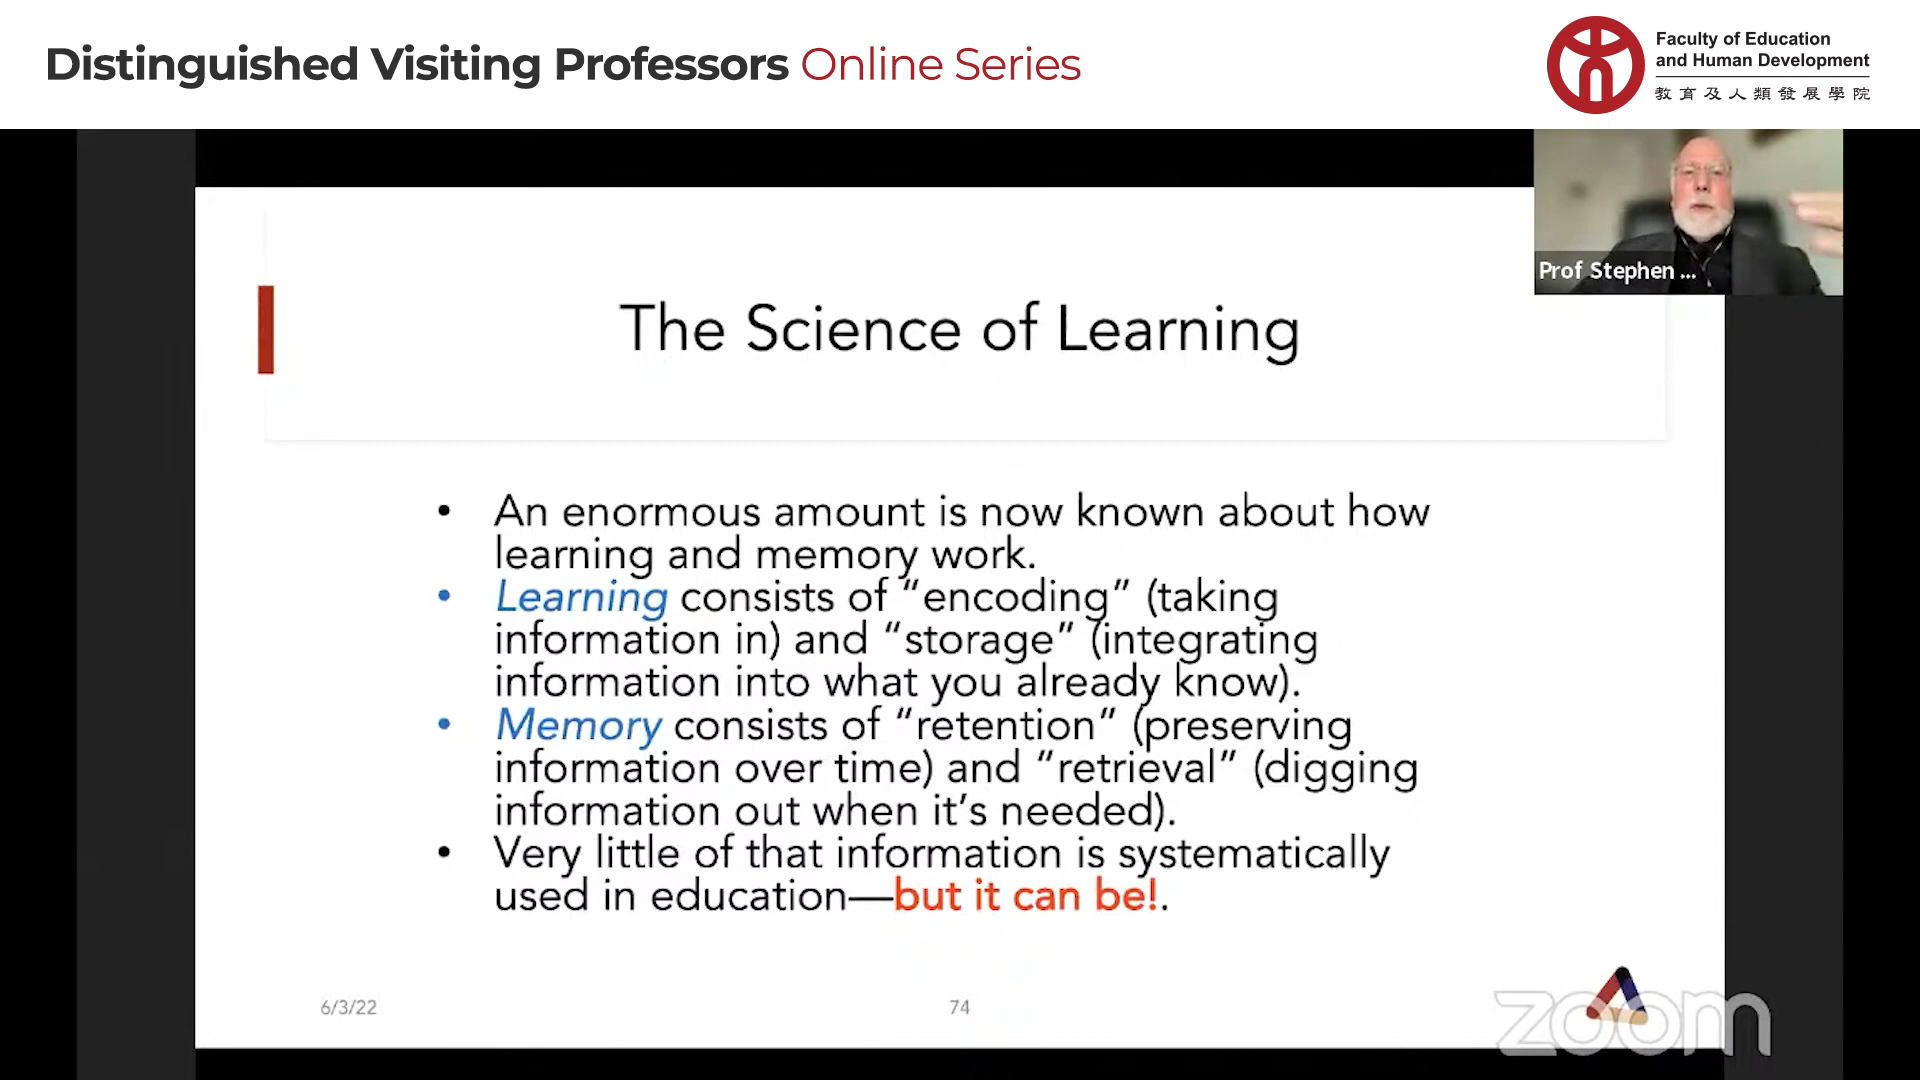 Distinguished Visiting Professors Online Series
Faculty of Education
and Human Development
教育及人類發展學院
Prof Stephen ...
The Science of Learning
• An enormous amount is now known about how
learning and memory work.
• Learning consists of “encoding” (taking
information in) and “storage” (integrating
information into what you already know).
• Memory consists of “retention” (preserving
information over time) and “retrieval” (digging
information out when it’s needed).
• Very little of that information is systematically
used in education—but it can be!.
6/3/22
74
zoom